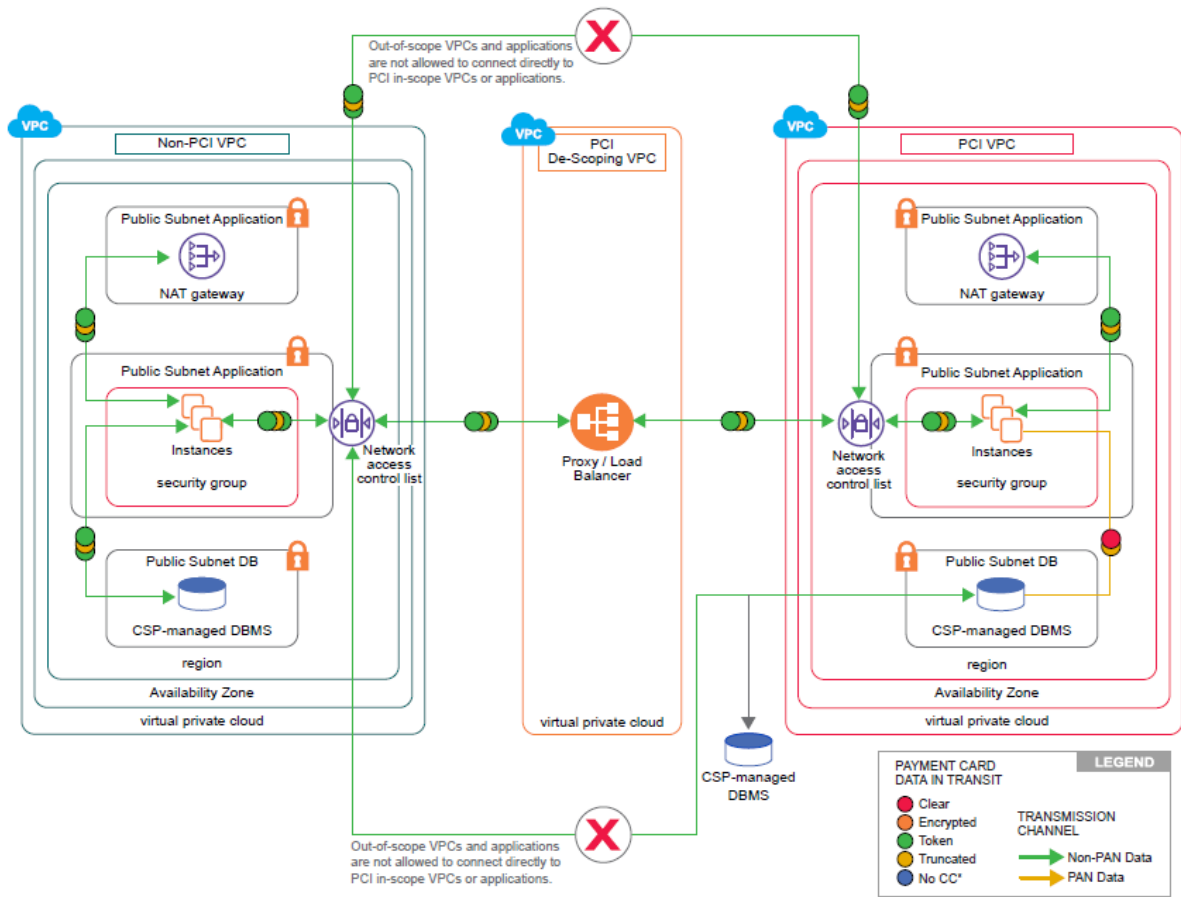 Out-of-scope VPCs and applications
are not allowed to connect directly to
PCI in-scope VPCs or applications.
VPC
Non-PCI VPC
Public Subnet Application
NAT gateway
Public Subnet Application
Instances
security group
Network
access
control list
Public Subnet DB
CSP-managed DBMS
region
Availability Zone
virtual private cloud
VPC
PCI
De-Scoping VPC
Proxy / Load
Balancer
virtual private cloud
VPC
PCI VPC
Public Subnet Application
NAT gateway
Public Subnet Application
Network
access
control list
Instances
security group
Public Subnet DB
CSP-managed DBMS
region
Availability Zone
virtual private cloud
CSP-managed
DBMS
Out-of-scope VPCs and applications
are not allowed to connect directly to
PCI in-scope VPCs or applications.
LEGEND
PAYMENT CARD
DATA IN TRANSIT
Clear
Encrypted
Token
Truncated
No CC*
TRANSMISSION
CHANNEL
Non-PAN Data
PAN Data